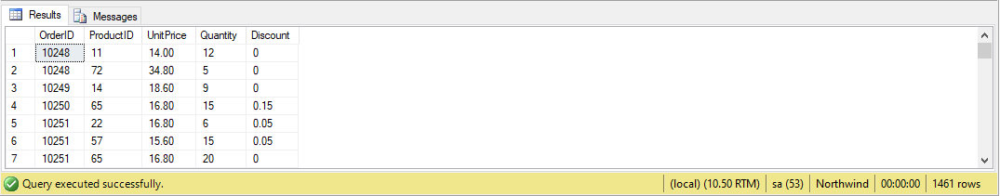 Results Messages
OrderID ProductID UnitPrice Quantity Discount
1 10248 11 14.00 12 0
2 10248 72 34.80 5 0
3 10249 14 18.60 9 0
4 10250 65 16.80 15 0.15
5 10251 22 16.80 6 0.05
6 10251 57 15.60 15 0.05
7 10251 65 16.80 20 0
Query executed successfully. (local) (10.50 RTM) sa (53) Northwind 00:00:00 1461 rows